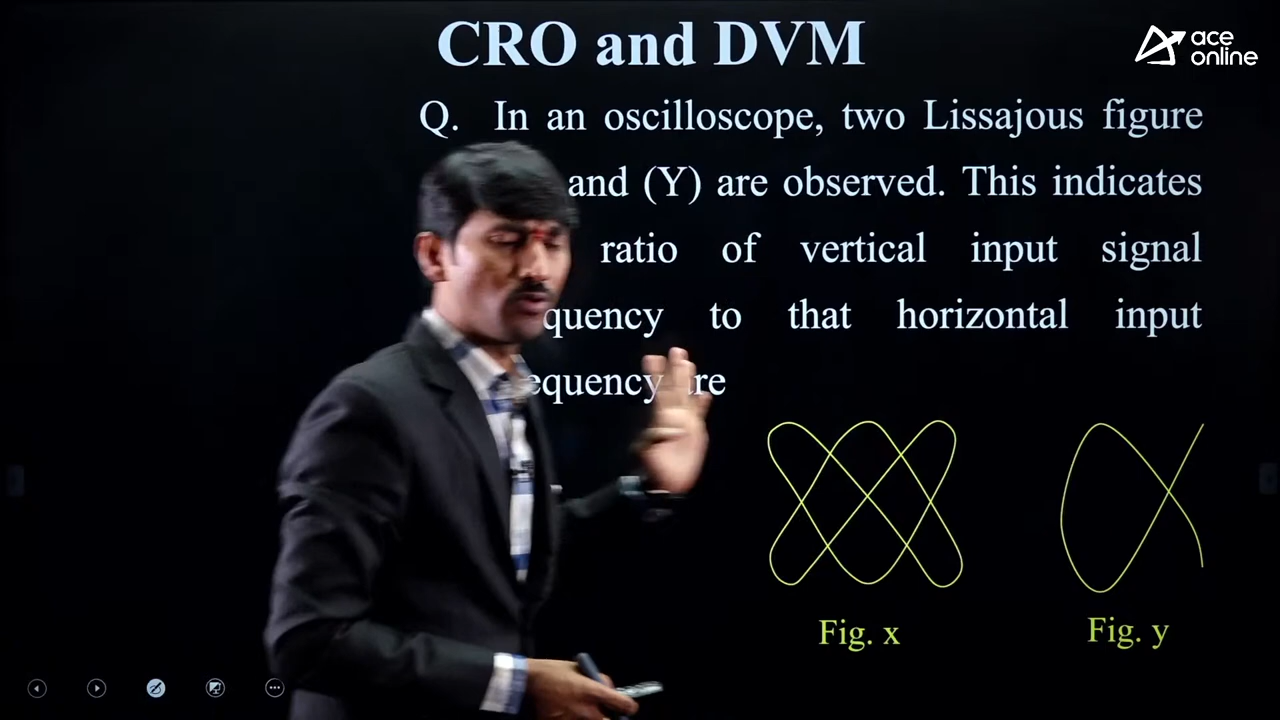 CRO and DVM
ace
online
Q. In an oscilloscope, two Lissajous figure
and (Y) are observed. This indicates
ratio of vertical input signal
quency to that horizontal input
equency are
Fig. x
Fig. y